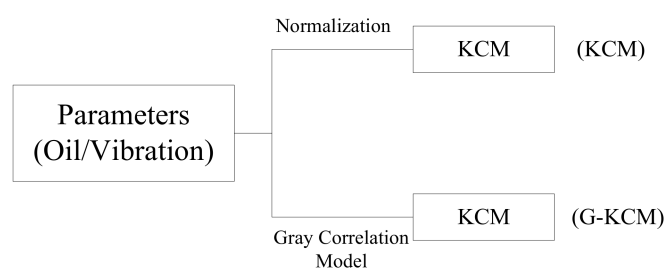 Normalization
KCM
(KCM)
Parameters
(Oil/Vibration)
KCM
(G-KCM)
Gray Correlation
Model